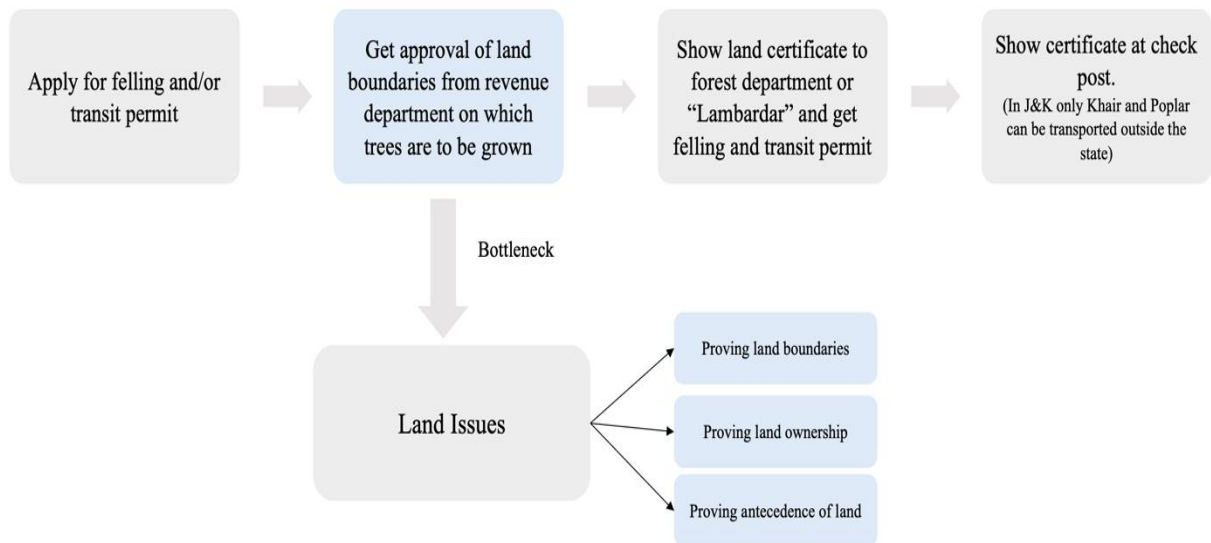 Apply for felling and/or
transit permit
Get approval of land
boundaries from revenue
department on which
trees are to be grown
Show land certificate to
forest department or
“Lambardar” and get
felling and transit permit
Show certificate at check
post.
(In J&K only Khair and Poplar
can be transported outside the
state)
Bottleneck
Land Issues
Proving land boundaries
Proving land ownership
Proving antecedence of land